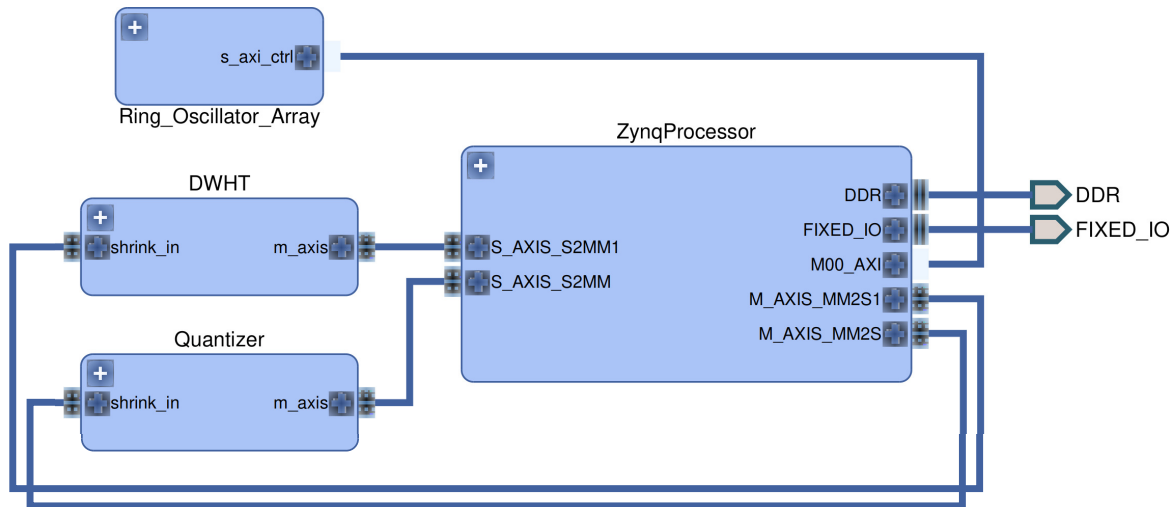 s_axi_ctrl
Ring_Oscillator_Array
ZynqProcessor
DWHT
shrink_in
m_axis
Quantizer
shrink_in
m_axis
S_AXIS_S2MM1
S_AXIS_S2MM
DDR
FIXED_IO
M00_AXI
M_AXIS_MM2S1
M_AXIS_MM2S
DDR
FIXED_IO